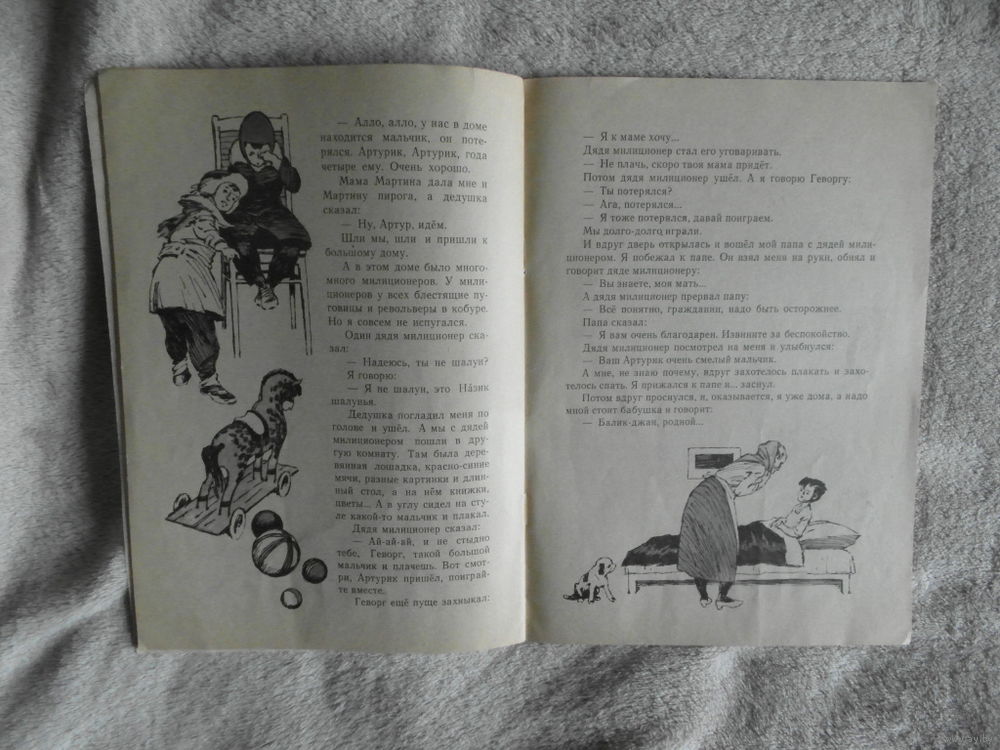 — Алло, алло, у нас в доме
находится мальчик, он поте-
рялся. Артурик, Артурик, года
четыре ему. Очень хорошо.
Мама Мартина дала мне и
Мартину пирога, а дедушка
сказал:
— Ну, Артур, идём.
Шли мы, шли и пришли к
большому дому.
А в этом доме было много-
много милиционеров. У мили-
ционеров у всех блестящие пу-
говицы и револьверы в кобуре.
Но я совсем не испугался.
Один дядя милиционер ска-
зал:
— Надеюсь, ты не шалун?
Я говорю:
— Я не шалун, это На́зик
шалунья.
Дедушка погладил меня по
голове и ушёл. А мы с дядей
милиционером пошли в дру-
гую комнату. Там была дере-
вянная лошадка, красно-синие
мячи, разные картинки и длин-
ный стол, а на нём книжки,
цветы... А в углу сидел на сту-
ле какой-то мальчик и плакал.
Дядя милиционер сказал:
— Ай-ай-ай, и не стыдно
тебе, Геворг, такой большой
мальчик и плачешь. Вот смот-
ри, Артурик пришёл, поиграй-
те вместе.
Геворг ещё пуще захныкал:
— Я к маме хочу...
Дядя милиционер стал его уговаривать.
— Не плачь, скоро твоя мама придёт.
Потом дядя милиционер ушёл. А я говорю Геворгу:
— Ты потерялся?
— Ага, потерялся...
— Я тоже потерялся, давай поиграем.
Мы долго-долго играли.
И вдруг дверь открылась и вошёл мой папа с дядей мили-
ционером. Я побежал к папе. Он взял меня на руки, обнял и
говорит дяде милиционеру:
— Вы знаете, моя мать...
А дядя милиционер прервал папу:
— Всё понятно, гражданин, надо быть осторожнее.
Папа сказал:
— Я вам очень благодарен. Извините за беспокойство.
Дядя милиционер посмотрел на меня и улыбнулся:
— Ваш Артурик очень смелый мальчик.
А мне, не знаю почему, вдруг захотелось плакать и захо-
телось спать. Я прижался к папе и... заснул.
Потом вдруг проснулся, и, оказывается, я уже дома, а надо
мной стоит бабушка и говорит:
— Балик-джан, родной...